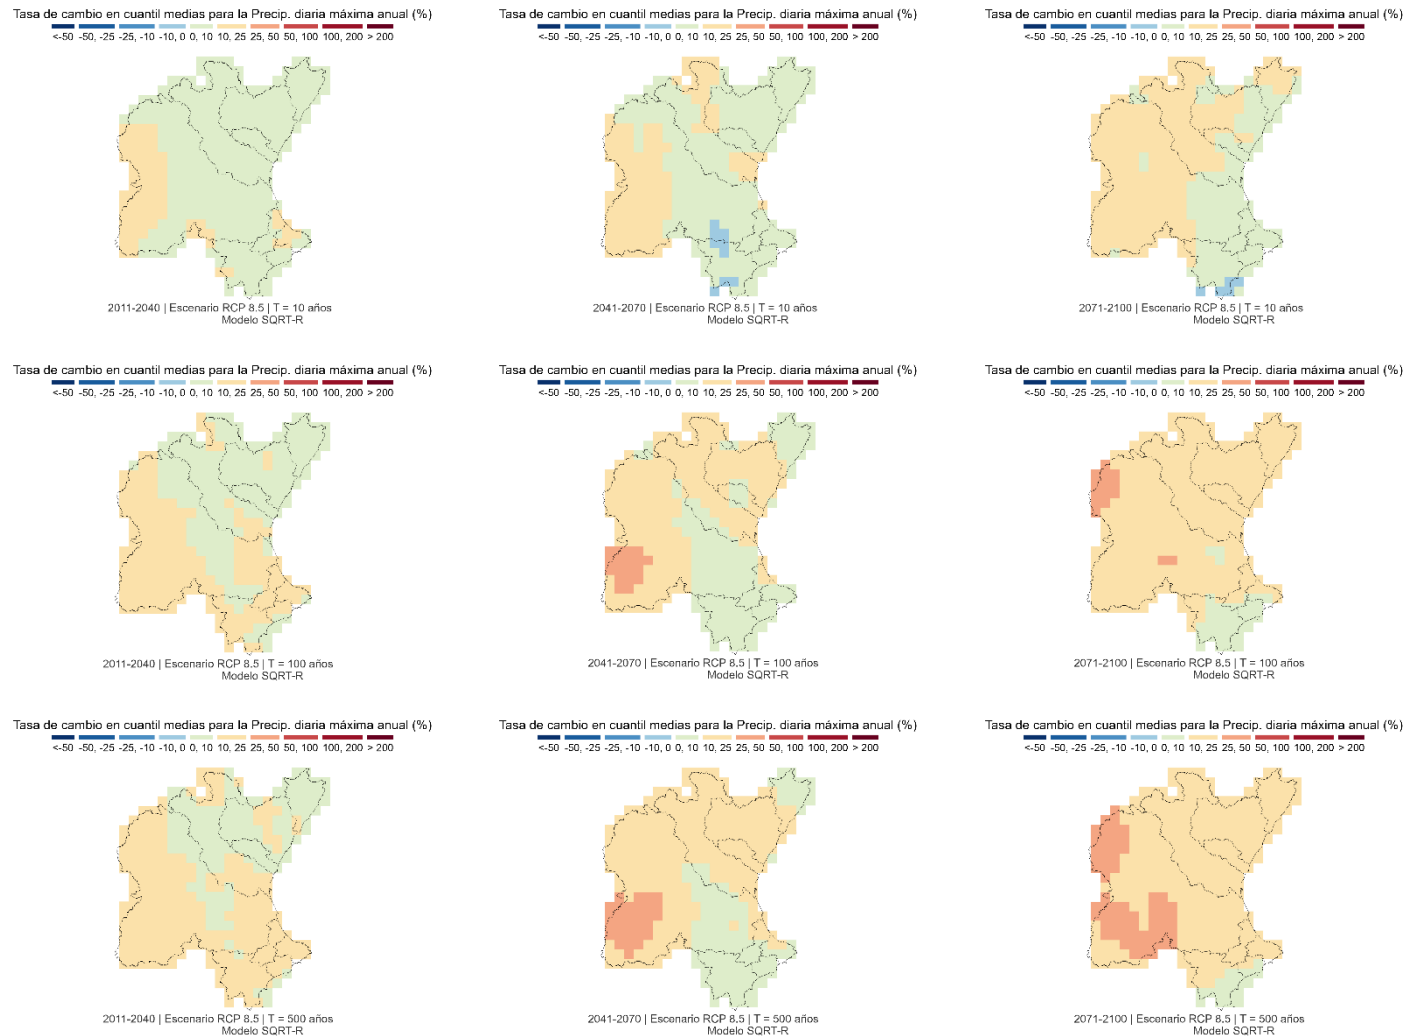 Tasa de cambio en cuantil medias para la Precip. diaria máxima anual (%)
<-50 -50, -25 -25, -10 -10, 0 0, 10 10, 25 25, 50 50, 100 100, 200 > 200
2011-2040 | Escenario RCP 8.5 | T = 10 años
Modelo SQRT-R
Tasa de cambio en cuantil medias para la Precip. diaria máxima anual (%)
<-50 -50, -25 -25, -10 -10, 0 0, 10 10, 25 25, 50 50, 100 100, 200 > 200
2041-2070 | Escenario RCP 8.5 | T = 10 años
Modelo SQRT-R
Tasa de cambio en cuantil medias para la Precip. diaria máxima anual (%)
<-50 -50, -25 -25, -10 -10, 0 0, 10 10, 25 25, 50 50, 100 100, 200 > 200
2071-2100 | Escenario RCP 8.5 | T = 10 años
Modelo SQRT-R
Tasa de cambio en cuantil medias para la Precip. diaria máxima anual (%)
<-50 -50, -25 -25, -10 -10, 0 0, 10 10, 25 25, 50 50, 100 100, 200 > 200
2011-2040 | Escenario RCP 8.5 | T = 100 años
Modelo SQRT-R
Tasa de cambio en cuantil medias para la Precip. diaria máxima anual (%)
<-50 -50, -25 -25, -10 -10, 0 0, 10 10, 25 25, 50 50, 100 100, 200 > 200
2041-2070 | Escenario RCP 8.5 | T = 100 años
Modelo SQRT-R
Tasa de cambio en cuantil medias para la Precip. diaria máxima anual (%)
<-50 -50, -25 -25, -10 -10, 0 0, 10 10, 25 25, 50 50, 100 100, 200 > 200
2071-2100 | Escenario RCP 8.5 | T = 100 años
Modelo SQRT-R
Tasa de cambio en cuantil medias para la Precip. diaria máxima anual (%)
<-50 -50, -25 -25, -10 -10, 0 0, 10 10, 25 25, 50 50, 100 100, 200 > 200
2011-2040 | Escenario RCP 8.5 | T = 500 años
Modelo SQRT-R
Tasa de cambio en cuantil medias para la Precip. diaria máxima anual (%)
<-50 -50, -25 -25, -10 -10, 0 0, 10 10, 25 25, 50 50, 100 100, 200 > 200
2041-2070 | Escenario RCP 8.5 | T = 500 años
Modelo SQRT-R
Tasa de cambio en cuantil medias para la Precip. diaria máxima anual (%)
<-50 -50, -25 -25, -10 -10, 0 0, 10 10, 25 25, 50 50, 100 100, 200 > 200
2071-2100 | Escenario RCP 8.5 | T = 500 años
Modelo SQRT-R